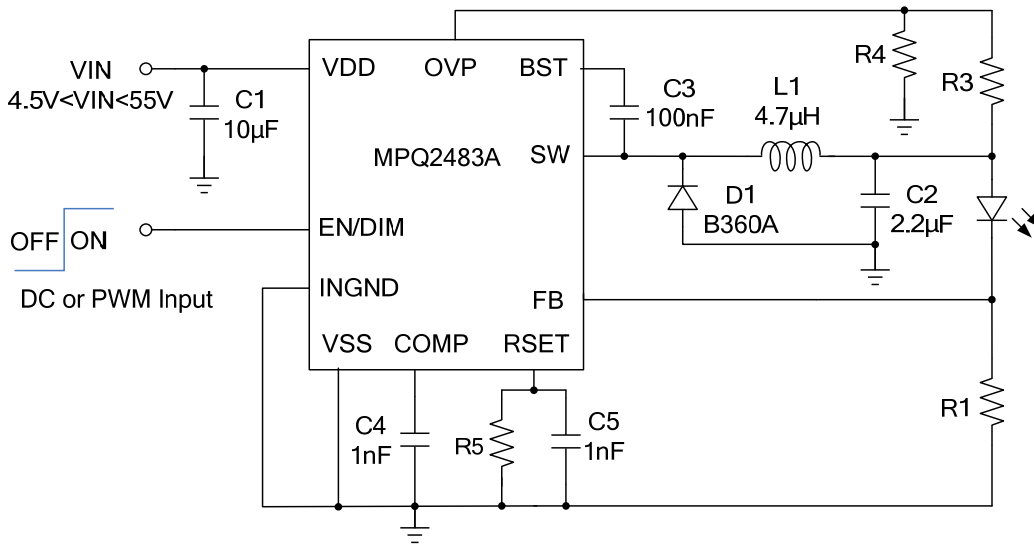 VIN
4.5V<VIN<55V
C1
10µF
OFF ON
DC or PWM Input
VDD
OVP
BST
MPQ2483A
SW
EN/DIM
INGND
FB
VSS
COMP
RSET
C3
100nF
L1
4.7µH
R4
R3
D1
B360A
C2
2.2µF
C4
1nF
R5
C5
1nF
R1